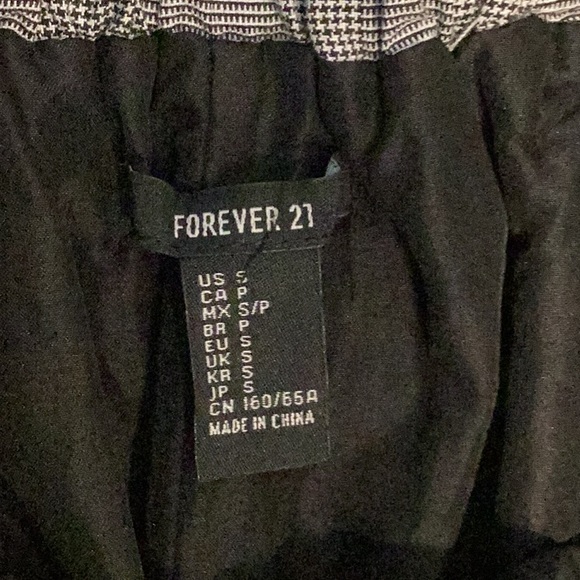 FOREVER 21
US S
CA P
MX S/P
BR P
EU S
UK S
KR S
JP S
CN 160/66A
MADE IN CHINA